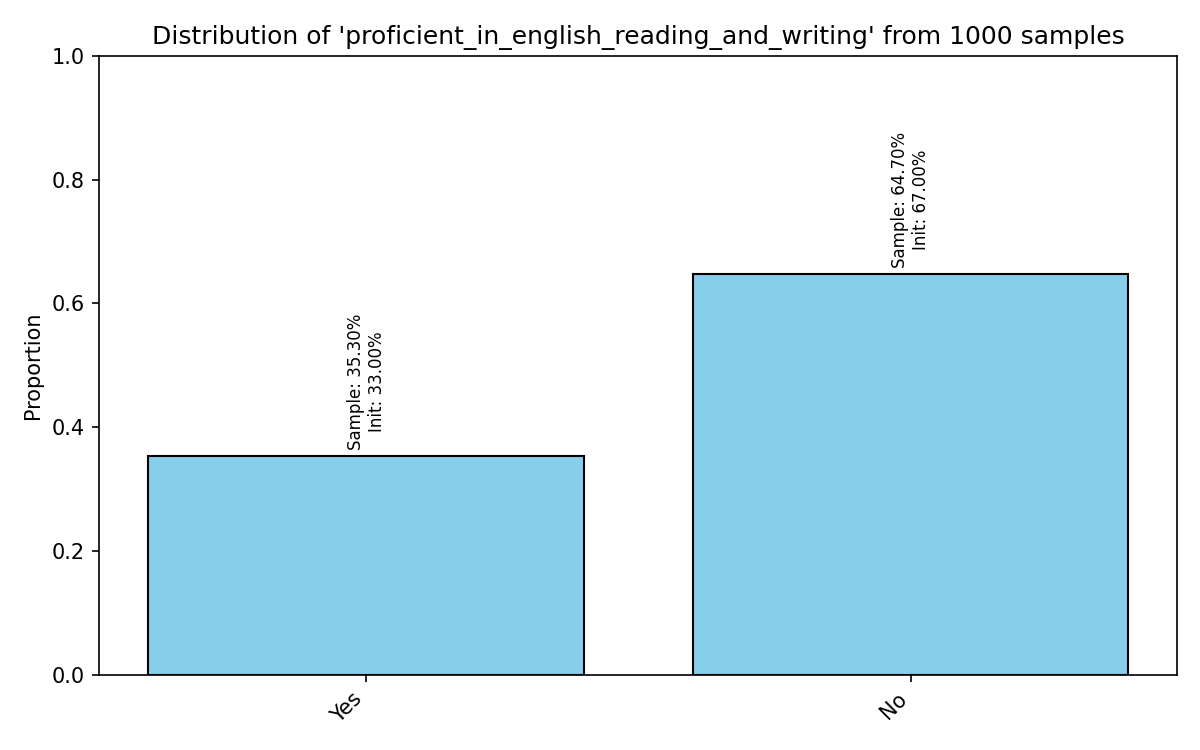 Distribution of 'proficient_in_english_reading_and_writing' from 1000 samples
Proportion
1.0
0.8
0.6
0.4
0.2
0.0
Sample: 35.30%
Init: 33.00%
Sample: 64.70%
Init: 67.00%
Yes
No